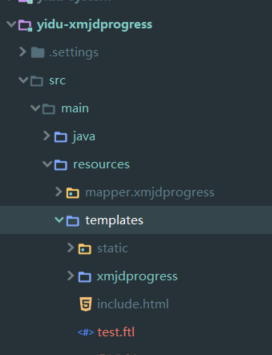 yidu-xmjdprogress
.settings
src
main
java
resources
mapper.xmjdprogress
templates
static
xmjdprogress
include.html
test.ftl